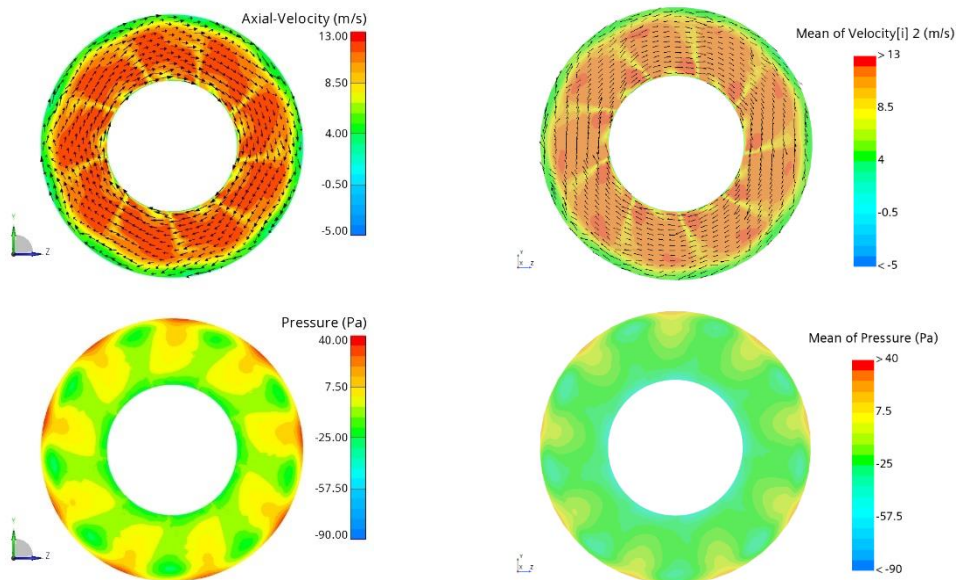 Axial-Velocity (m/s)
13.00
8.50
4.00
-0.50
-5.00
Y
Z
Mean of Velocity[i] 2 (m/s)
> 13
8.5
4
-0.5
< -5
Y
X Z
Pressure (Pa)
40.00
7.50
-25.00
-57.50
-90.00
Y
Z
Mean of Pressure (Pa)
> 40
7.5
-25
-57.5
< -90
Y
X Z